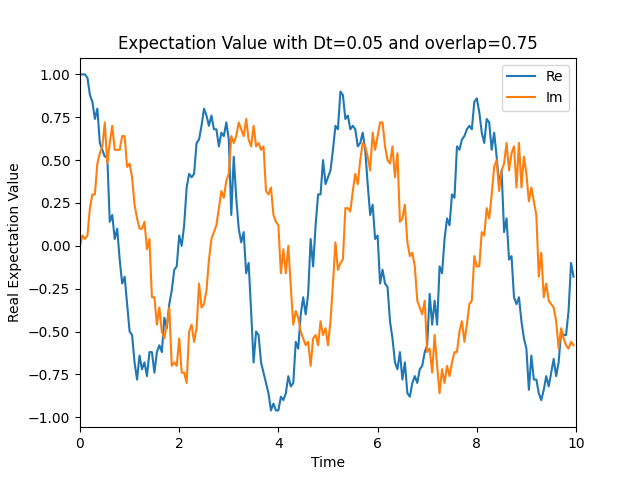 Expectation Value with Dt=0.05 and overlap=0.75
Re
Im
Real Expectation Value
1.00
0.75
0.50
0.25
0.00
−0.25
−0.50
−0.75
−1.00
0 2 4 6 8 10
Time